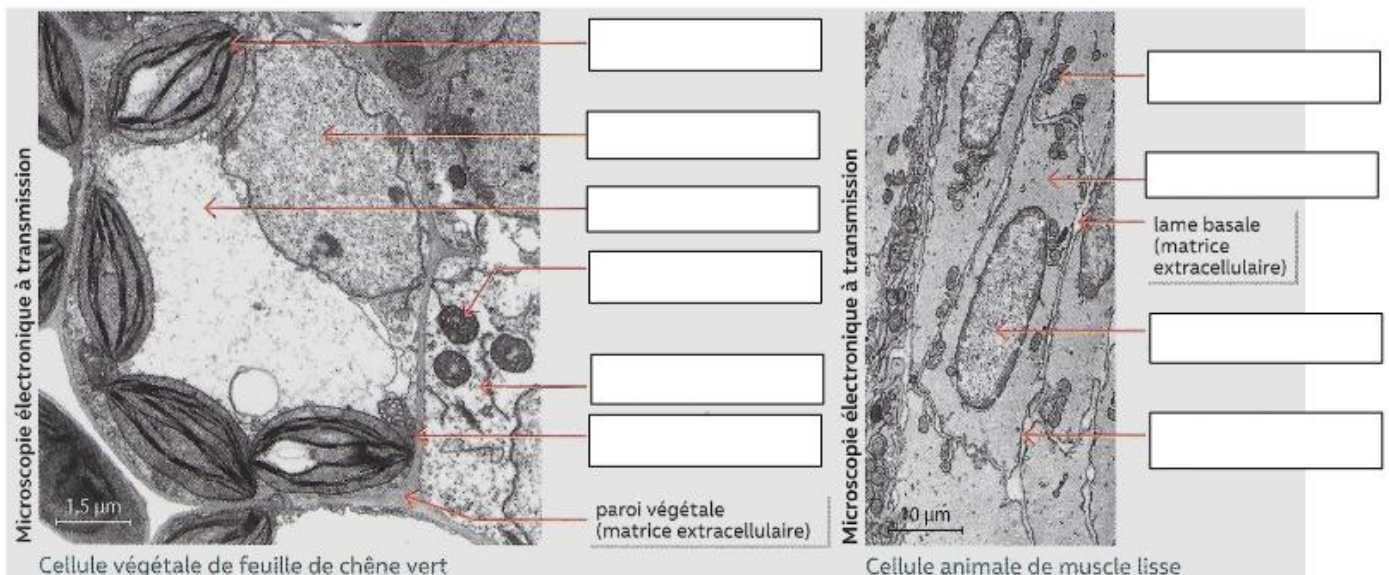 Microscopie électronique à transmission
1,5 µm
paroi végétale
(matrice extracellulaire)
Cellule végétale de feuille de chêne vert
Microscopie électronique à transmission
lame basale
(matrice
extracellulaire)
10 µm
Cellule animale de muscle lisse